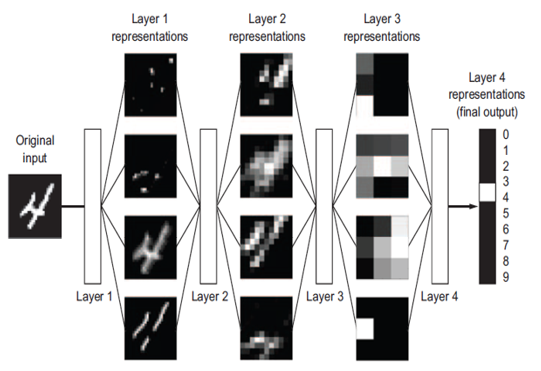 Layer 1
representations
Layer 2
representations
Layer 3
representations
Layer 4
representations
(final output)
Original
input
0
1
2
3
4
5
6
7
8
9
Layer 1
Layer 2
Layer 3
Layer 4